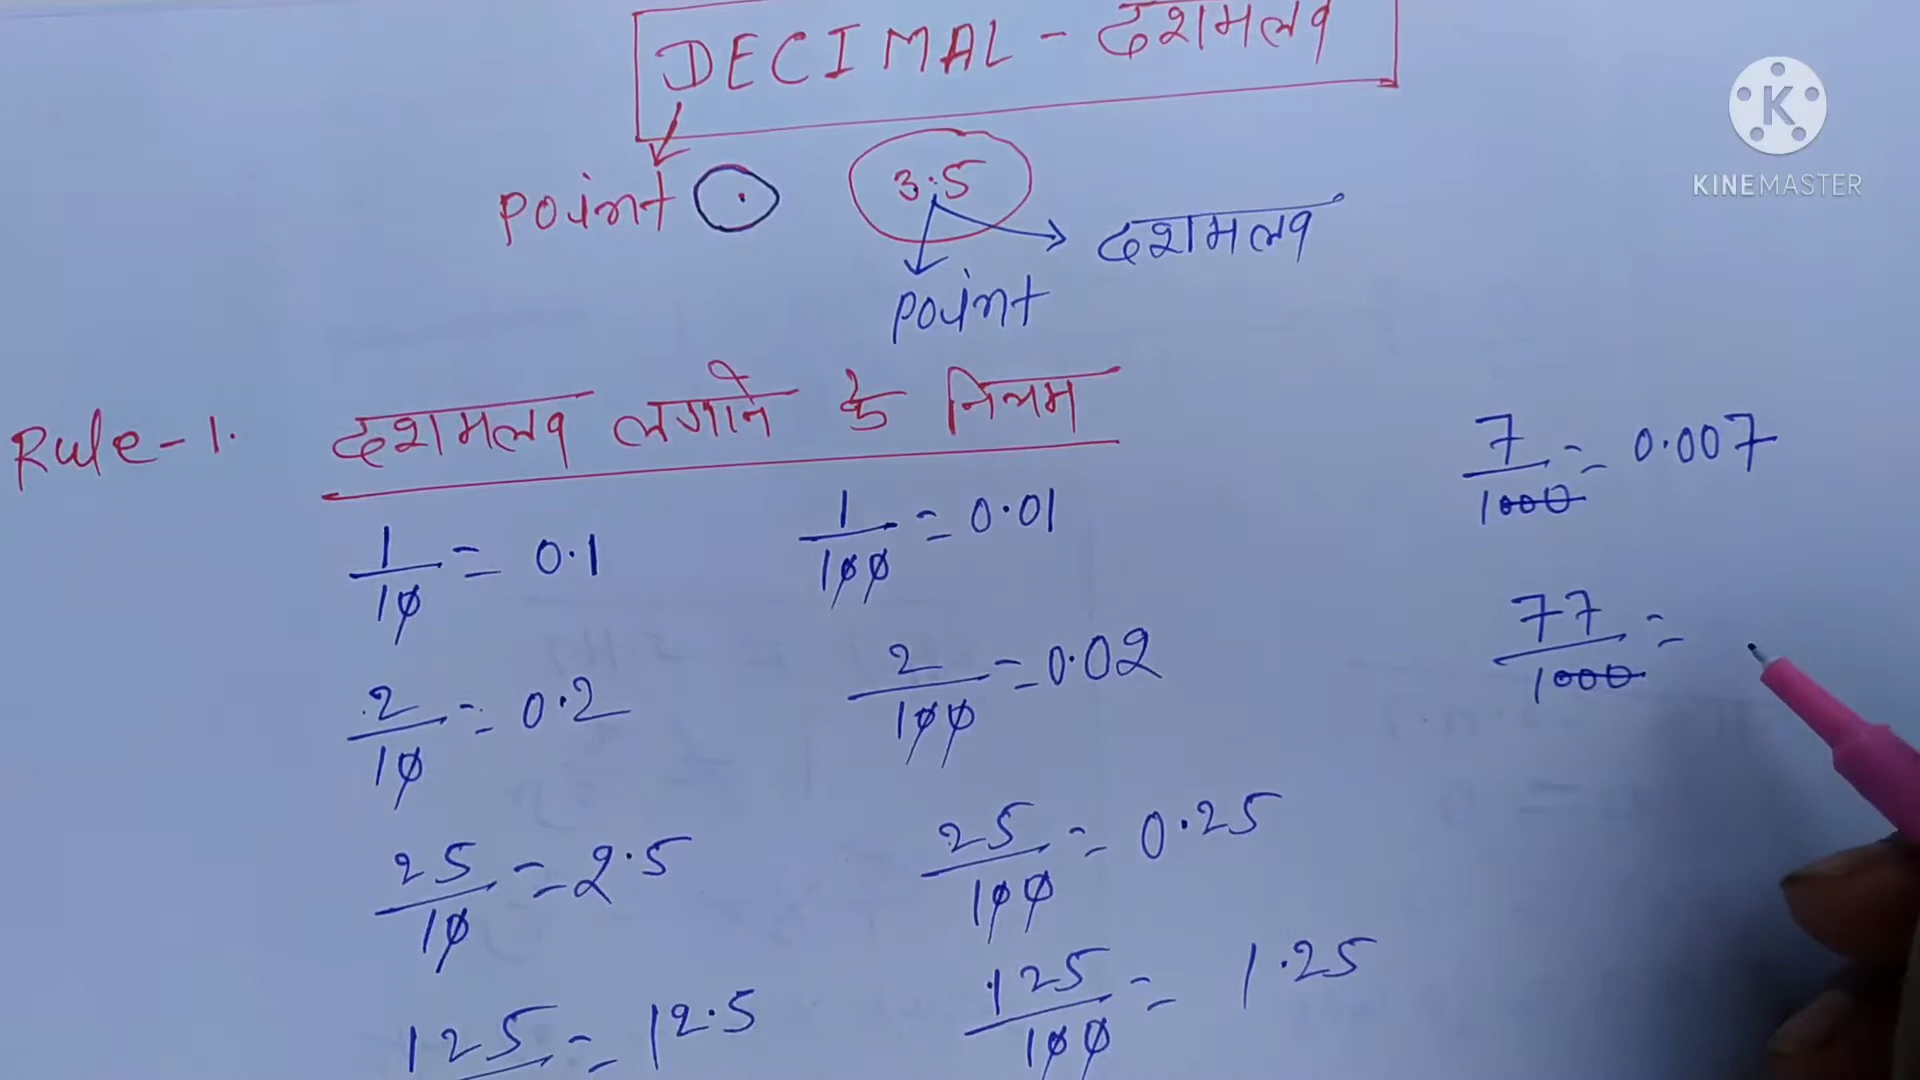 DECIMAL - दशमलव
Point . 3.5
दशमलव
Point
Rule-1. दशमलव लगाने के नियम
1/10 = 0.1
2/10 = 0.2
25/10 = 2.5
125 = 12.5
1/100 = 0.01
2/100 = 0.02
25/100 = 0.25
125/100 = 1.25
7/1000 = 0.007
77/1000 =
K
KINEMASTER